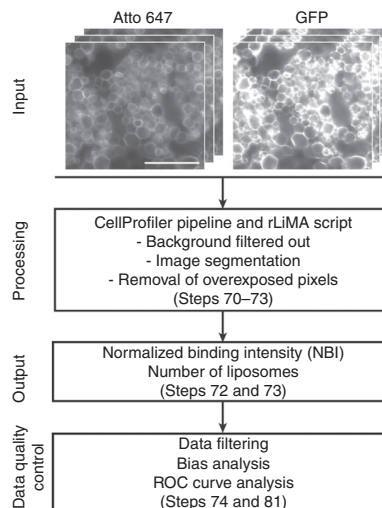 Atto 647
GFP
Input
Processing
CellProfiler pipeline and rLiMA script
- Background filtered out
- Image segmentation
- Removal of overexposed pixels
(Steps 70–73)
Output
Normalized binding intensity (NBI)
Number of liposomes
(Steps 72 and 73)
Data quality
control
Data filtering
Bias analysis
ROC curve analysis
(Steps 74 and 81)